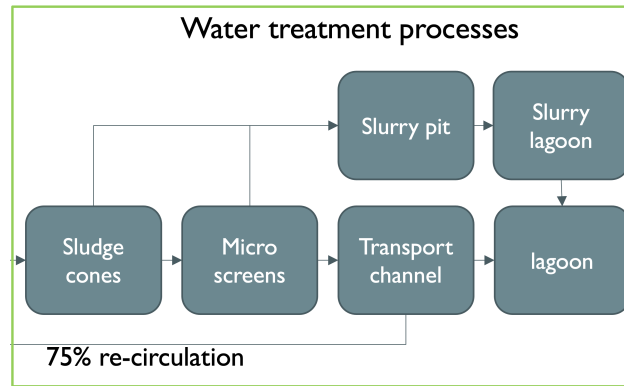 Water treatment processes
Slurry pit
Slurry
lagoon
Sludge
cones
Micro
screens
Transport
channel
lagoon
75% re-circulation